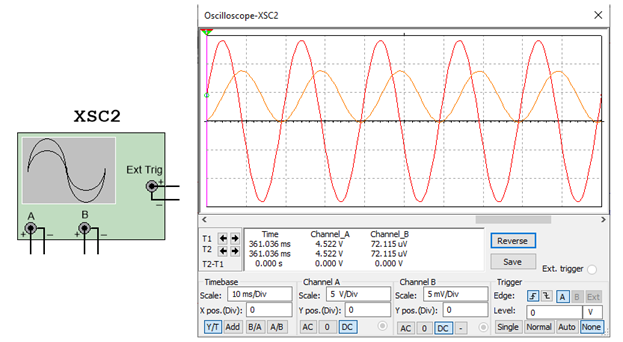 Oscilloscope-XSC2
XSC2
Ext Trig
+
−
A
B
+ − + −
Time Channel_A Channel_B
T1 361.036 ms 4.522 V 72.115 uV
T2 361.036 ms 4.522 V 72.115 uV
T2-T1 0.000 s 0.000 V 0.000 V
Reverse
Save
Ext. trigger
Timebase
Scale: 10 ms/Div
X pos.(Div): 0
Y/T Add B/A A/B
Channel A
Scale: 5 V/Div
Y pos.(Div): 0
AC 0 DC
Channel B
Scale: 5 mV/Div
Y pos.(Div): 0
AC 0 DC -
Trigger
Edge: A B Ext
Level: 0 V
Single Normal Auto None